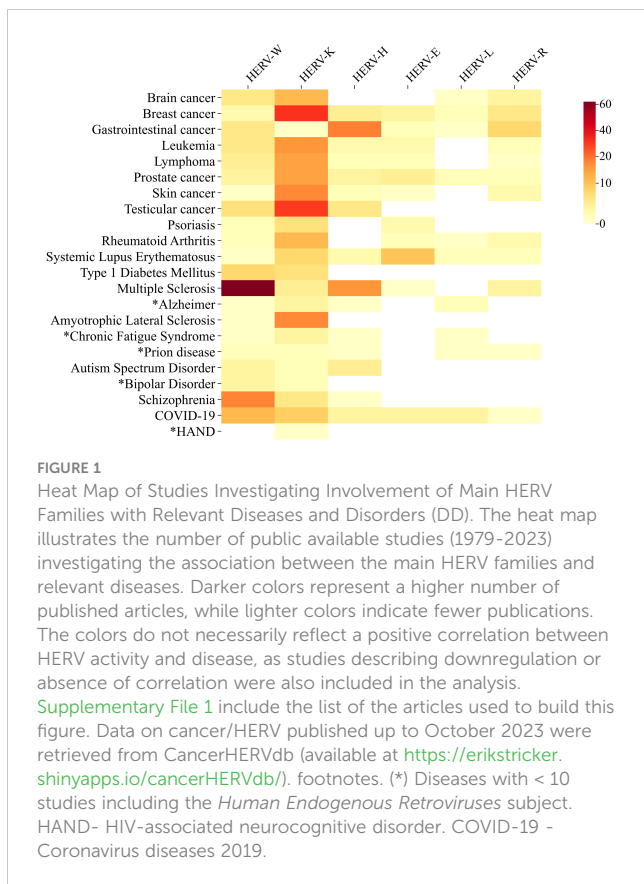 HERV-W HERV-K HERV-H HERV-E HERV-L HERV-R
Brain cancer
Breast cancer
Gastrointestinal cancer
Leukemia
Lymphoma
Prostate cancer
Skin cancer
Testicular cancer
Psoriasis
Rheumatoid Arthritis
Systemic Lupus Erythematosus
Type 1 Diabetes Mellitus
Multiple Sclerosis
*Alzheimer
Amyotrophic Lateral Sclerosis
*Chronic Fatigue Syndrome
*Prion disease
Autism Spectrum Disorder
*Bipolar Disorder
Schizophrenia
COVID-19
*HAND
60
40
20
10
0
FIGURE 1
Heat Map of Studies Investigating Involvement of Main HERV
Families with Relevant Diseases and Disorders (DD). The heat map
illustrates the number of public available studies (1979-2023)
investigating the association between the main HERV families and
relevant diseases. Darker colors represent a higher number of
published articles, while lighter colors indicate fewer publications.
The colors do not necessarily reflect a positive correlation between
HERV activity and disease, as studies describing downregulation or
absence of correlation were also included in the analysis.
Supplementary File 1 include the list of the articles used to build this
figure. Data on cancer/HERV published up to October 2023 were
retrieved from CancerHERVdb (available at https://erikstricker.
shinyapps.io/cancerHERVdb/). footnotes. (*) Diseases with < 10
studies including the Human Endogenous Retroviruses subject.
HAND- HIV-associated neurocognitive disorder. COVID-19 -
Coronavirus diseases 2019.